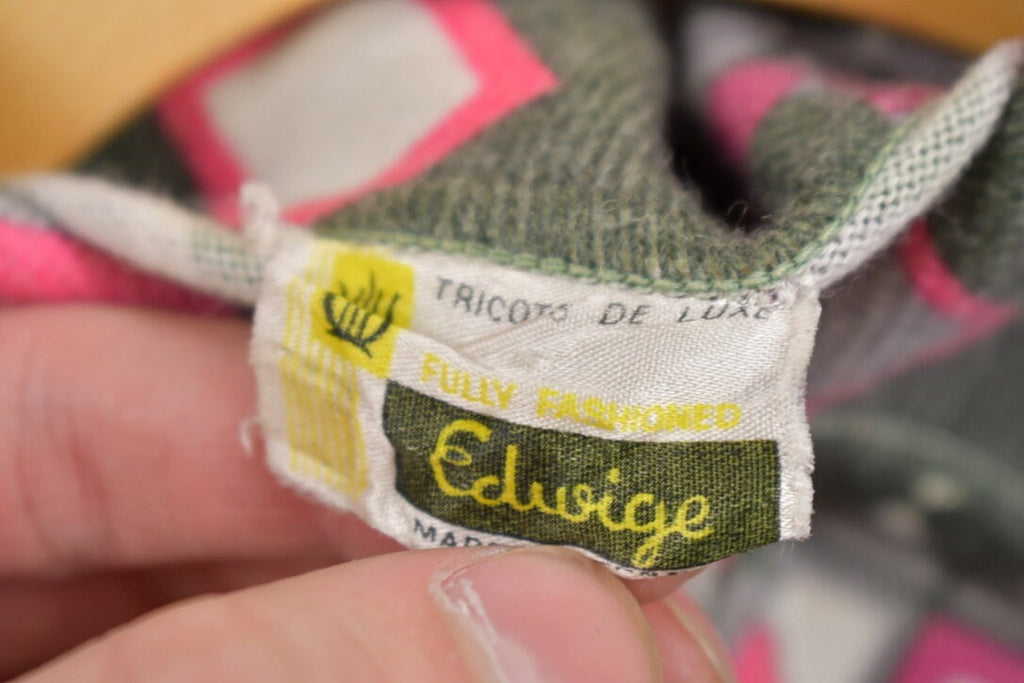 TRICOTS DE LUXE
FULLY FASHIONED
Edwige